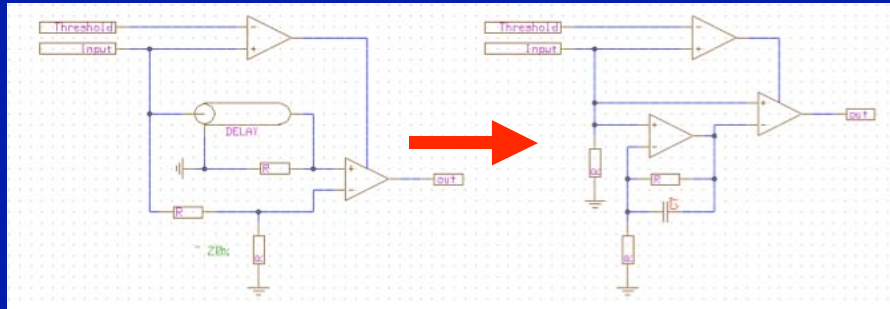 Threshold
Input
DELAY
R
out
R
~ 20%
R
Threshold
Input
out
R
R
R